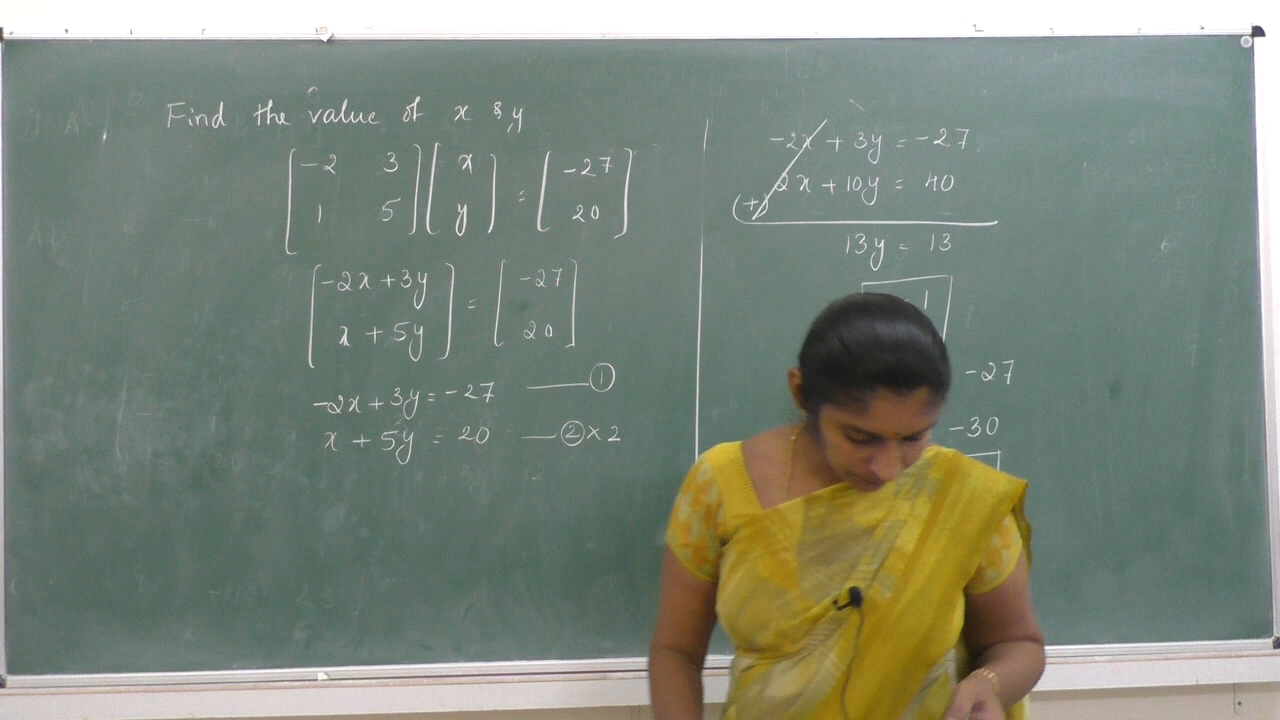 Find the value of x & y
[-2 3] [x] = [-27]
[1 5] [y] [20]
[-2x + 3y] = [-27]
[x + 5y] [20]
-2x + 3y = -27 —— ①
x + 5y = 20 — ② × 2
-2x + 3y = -27
2x + 10y = 40
(+)
13y = 13
1
-27
-30